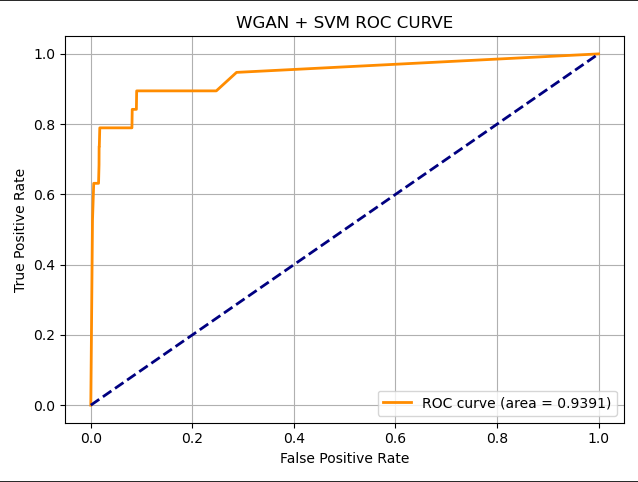 WGAN + SVM ROC CURVE
1.0
0.8
0.6
0.4
0.2
0.0
True Positive Rate
ROC curve (area = 0.9391)
0.0 0.2 0.4 0.6 0.8 1.0
False Positive Rate